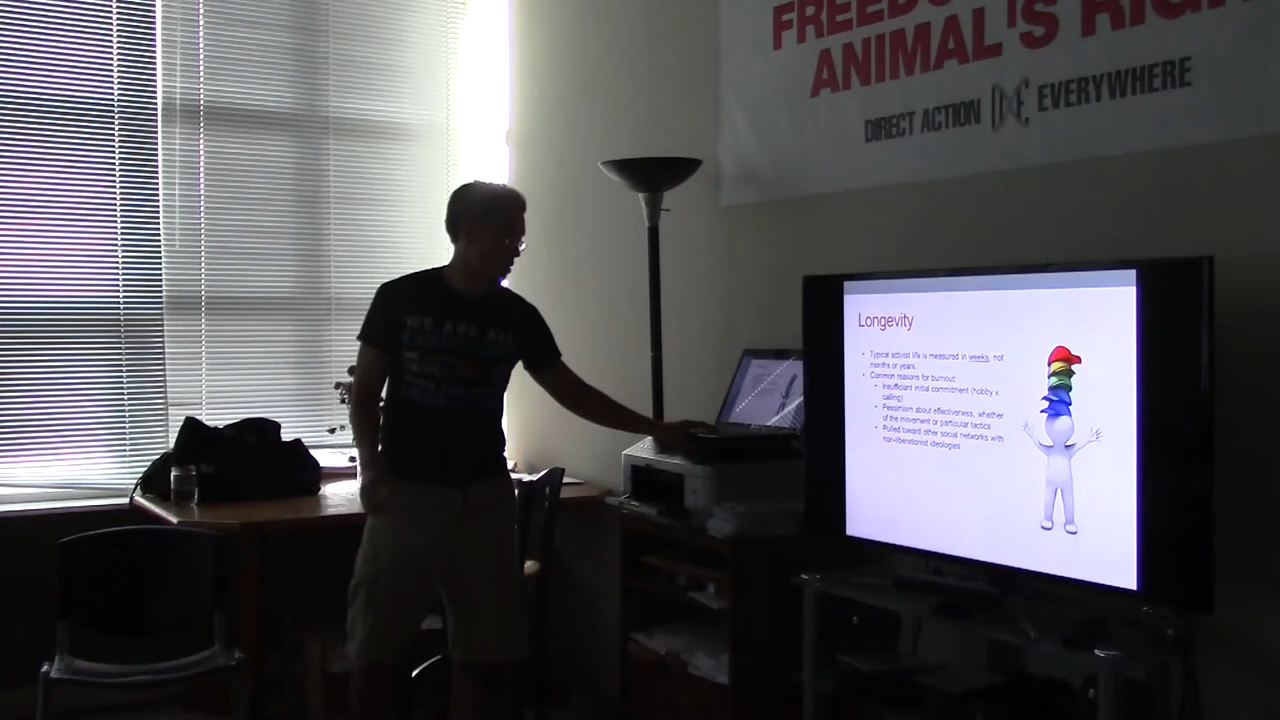 ANIMAL'S
DIRECT ACTION EVERYWHERE
WE ARE ALL
Longevity
• Typical activist life is measured in weeks, not
months or years.
• Common reasons for burnout:
• Insufficient initial commitment (hobby v.
calling)
• Pessimism about effectiveness, whether
of the movement or particular tactics
• Pulled toward other social networks with
non-liberationist ideologies